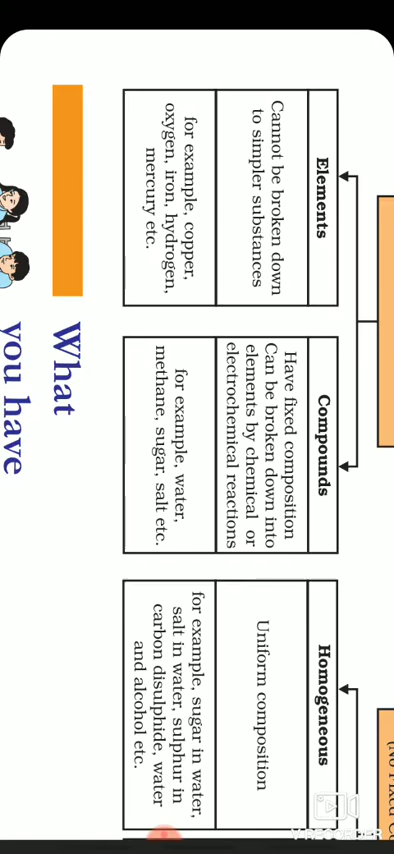 (No Fixed
Elements
Cannot be broken down
to simpler substances
for example, copper,
oxygen, iron, hydrogen,
mercury etc.
Compounds
Have fixed composition
Can be broken down into
elements by chemical or
electrochemical reactions
for example, water,
methane, sugar, salt etc.
Homogeneous
Uniform composition
for example, sugar in water,
salt in water, sulphur in
carbon disulphide, water
and alcohol etc.
What
you have
V RECORDER